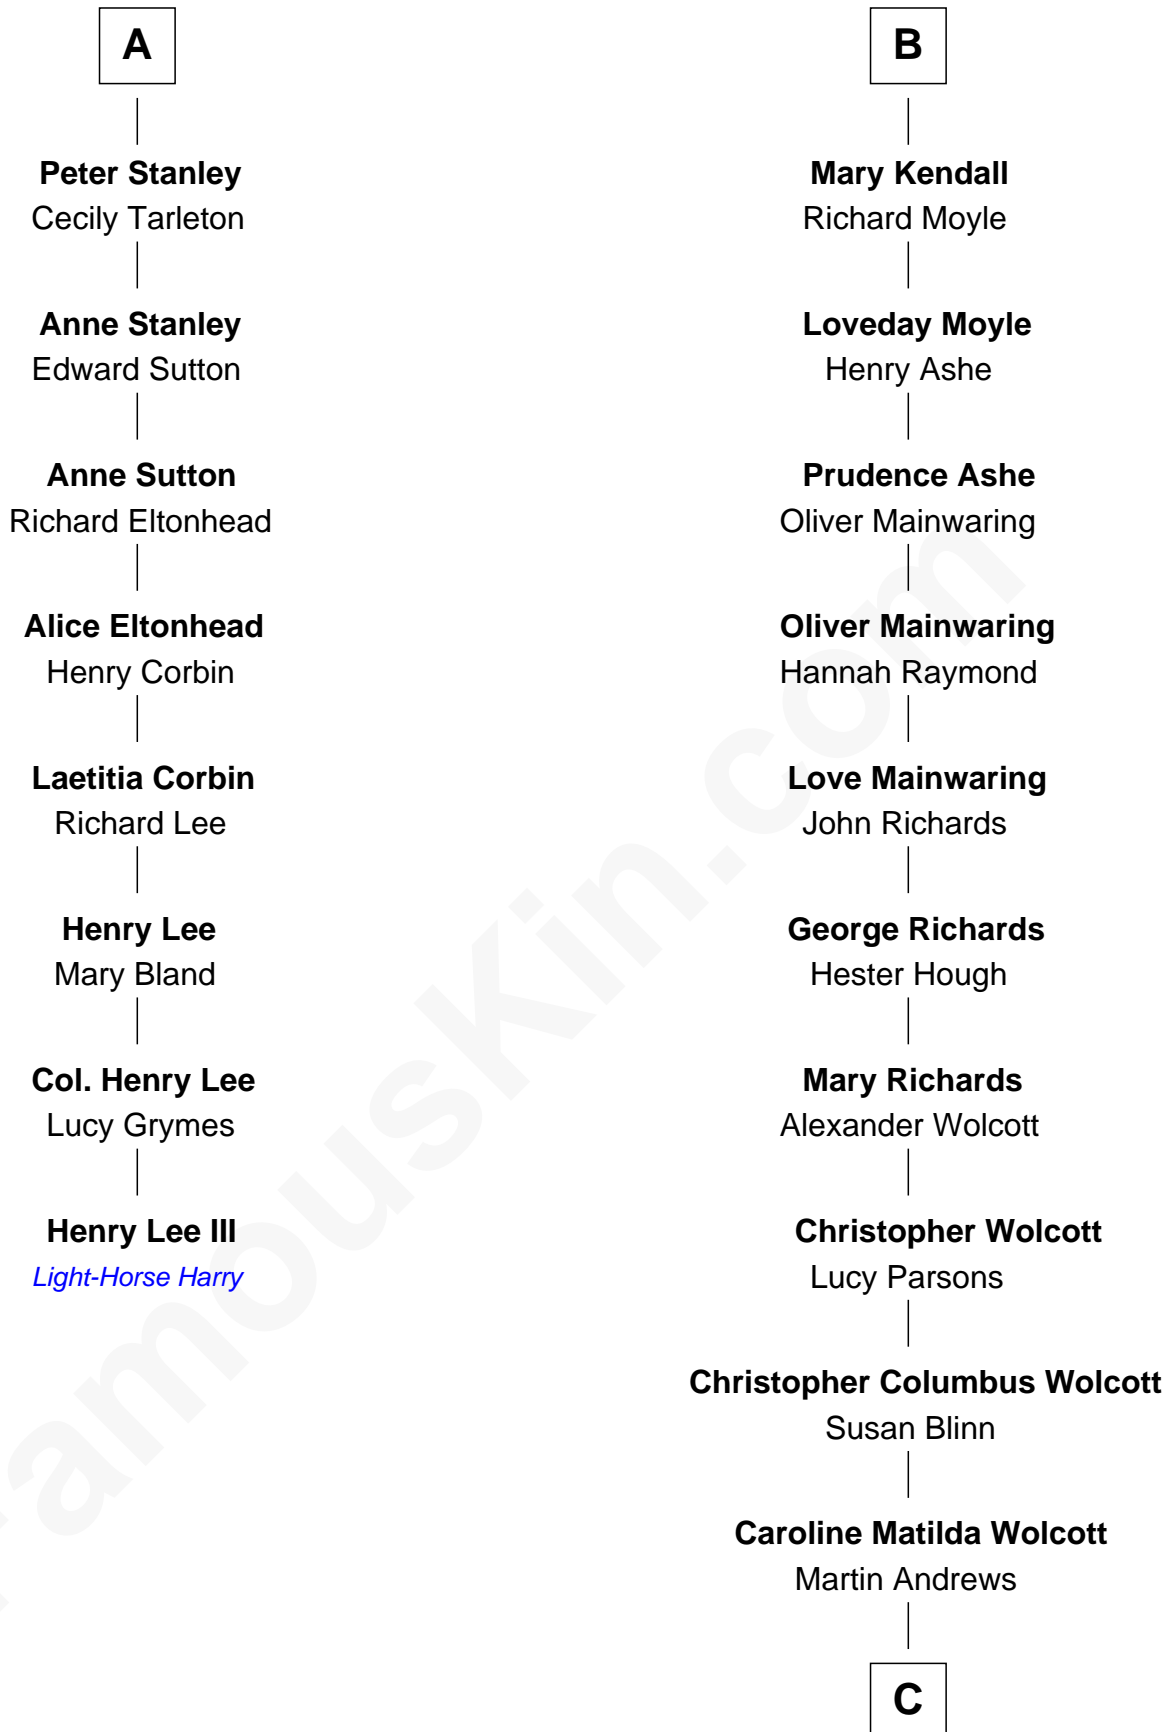 A
Peter Stanley
Cecily Tarleton
Anne Stanley
Edward Sutton
Anne Sutton
Richard Eltonhead
Alice Eltonhead
Henry Corbin
Laetitia Corbin
Richard Lee
Henry Lee
Mary Bland
Col. Henry Lee
Lucy Grymes
Henry Lee III
Light-Horse Harry
B
Mary Kendall
Richard Moyle
Loveday Moyle
Henry Ashe
Prudence Ashe
Oliver Mainwaring
Oliver Mainwaring
Hannah Raymond
Love Mainwaring
John Richards
George Richards
Hester Hough
Mary Richards
Alexander Wolcott
Christopher Wolcott
Lucy Parsons
Christopher Columbus Wolcott
Susan Blinn
Caroline Matilda Wolcott
Martin Andrews
C
FamousKin.com